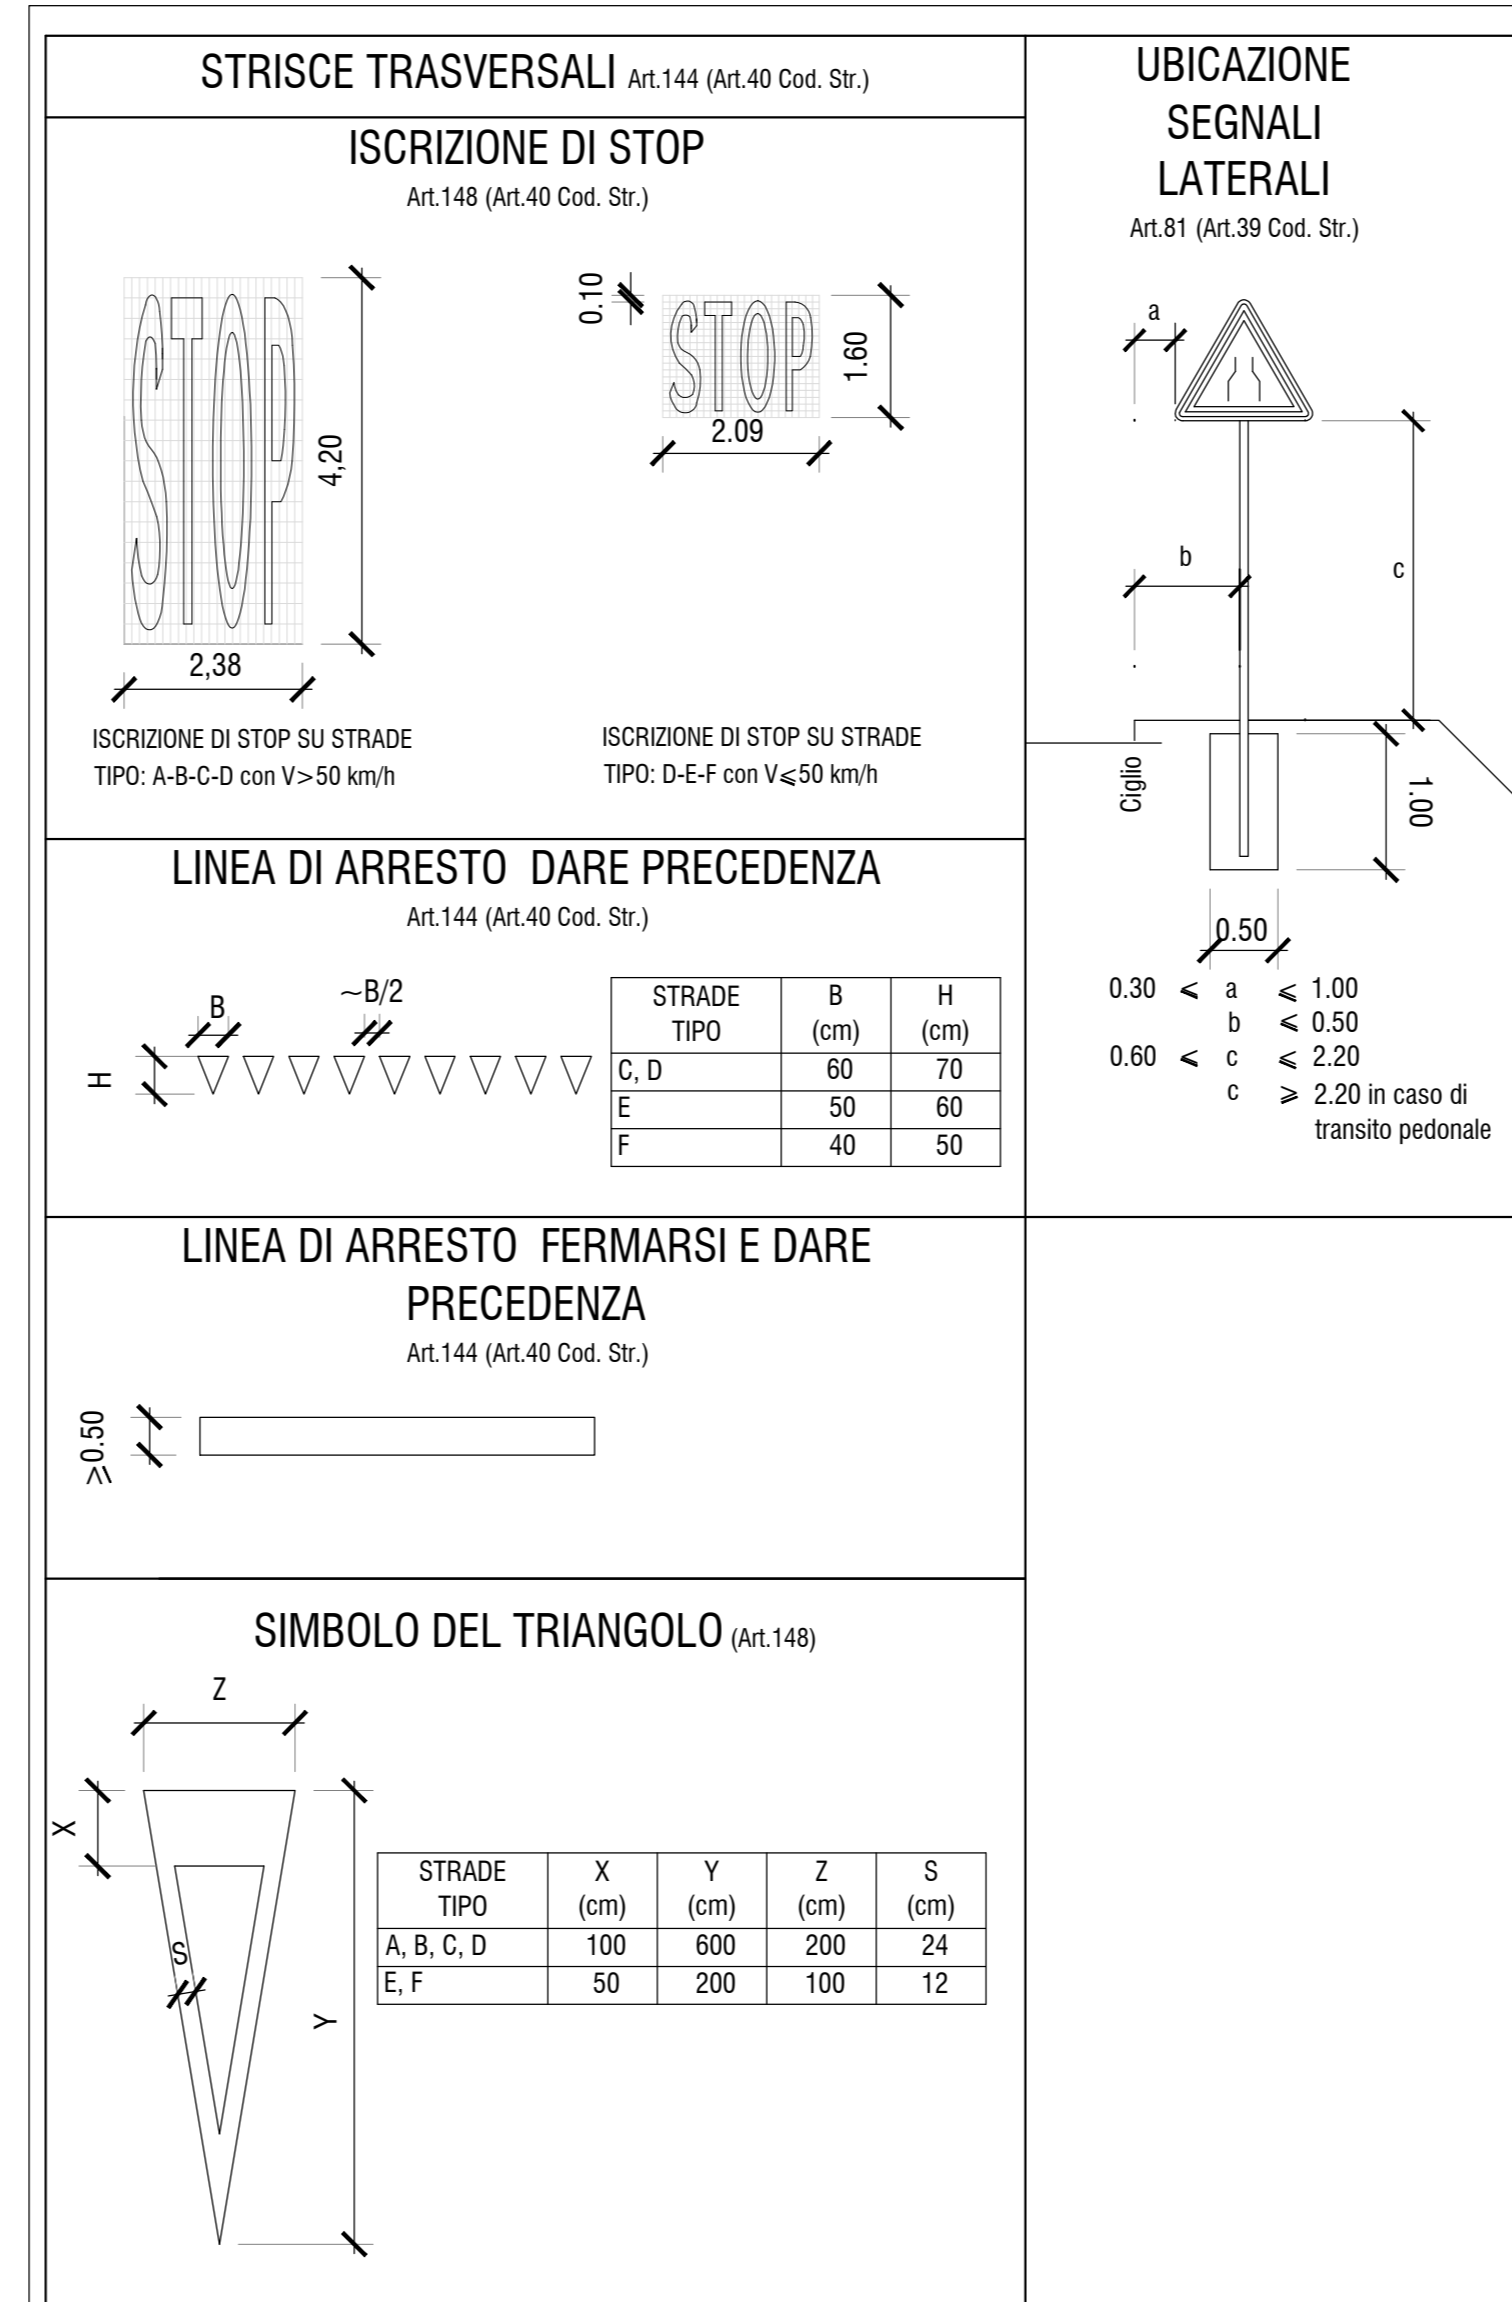 STRISCE TRASVERSALI Art.144 (Art.40 Cod. Str.)
ISCRIZIONE DI STOP
Art.148 (Art.40 Cod. Str.)
STOP
4,20
2,38
ISCRIZIONE DI STOP SU STRADE
TIPO: A-B-C-D con V>50 km/h
0.10
STOP
1.60
2.09
ISCRIZIONE DI STOP SU STRADE
TIPO: D-E-F con V⩽50 km/h
LINEA DI ARRESTO DARE PRECEDENZA
Art.144 (Art.40 Cod. Str.)
B
~B/2
H
STRADE TIPO B (cm) H (cm)
C, D 60 70
E 50 60
F 40 50
LINEA DI ARRESTO FERMARSI E DARE
PRECEDENZA
Art.144 (Art.40 Cod. Str.)
⩾0.50
SIMBOLO DEL TRIANGOLO (Art.148)
Z
X
S
Y
STRADE TIPO X (cm) Y (cm) Z (cm) S (cm)
A, B, C, D 100 600 200 24
E, F 50 200 100 12
UBICAZIONE
SEGNALI
LATERALI
Art.81 (Art.39 Cod. Str.)
a
b
c
Ciglio
1.00
0.50
0.30 ⩽ a ⩽ 1.00
b ⩽ 0.50
0.60 ⩽ c ⩽ 2.20
c ⩾ 2.20 in caso di
transito pedonale